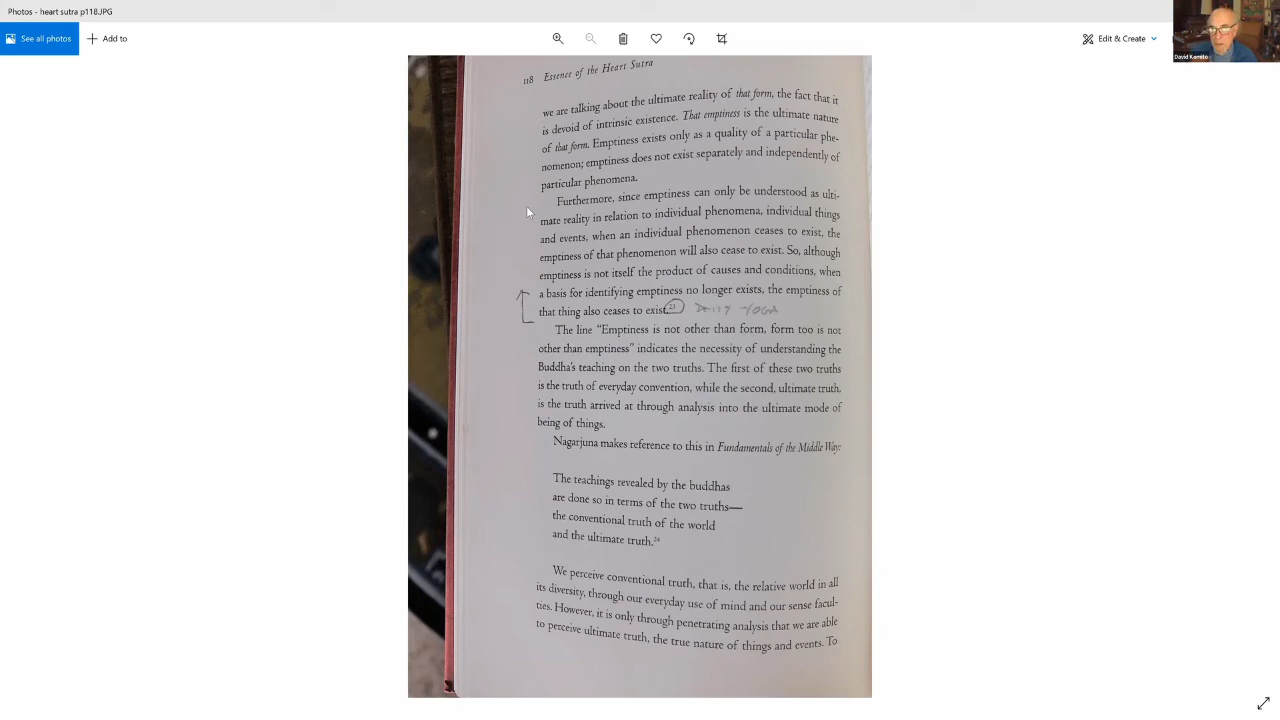 Photos - heart sutra p118.JPG
See all photos
Add to
Edit & Create
David Komito
118 Essence of the Heart Sutra
we are talking about the ultimate reality of that form, the fact that it
is devoid of intrinsic existence. That emptiness is the ultimate nature
of that form. Emptiness exists only as a quality of a particular phe-
nomenon; emptiness does not exist separately and independently of
particular phenomena.
Furthermore, since emptiness can only be understood as ulti-
mate reality in relation to individual phenomena, individual things
and events, when an individual phenomenon ceases to exist, the
emptiness of that phenomenon will also cease to exist. So, although
emptiness is not itself the product of causes and conditions, when
a basis for identifying emptiness no longer exists, the emptiness of
that thing also ceases to exist.23 DEITY YOGA
The line “Emptiness is not other than form, form too is not
other than emptiness” indicates the necessity of understanding the
Buddha's teaching on the two truths. The first of these two truths
is the truth of everyday convention, while the second, ultimate truth,
is the truth arrived at through analysis into the ultimate mode of
being of things.
Nagarjuna makes reference to this in Fundamentals of the Middle Way:
The teachings revealed by the buddhas
are done so in terms of the two truths—
the conventional truth of the world
and the ultimate truth.24
We perceive conventional truth, that is, the relative world in all
its diversity, through our everyday use of mind and our sense facul-
ties. However, it is only through penetrating analysis that we are able
to perceive ultimate truth, the true nature of things and events. To